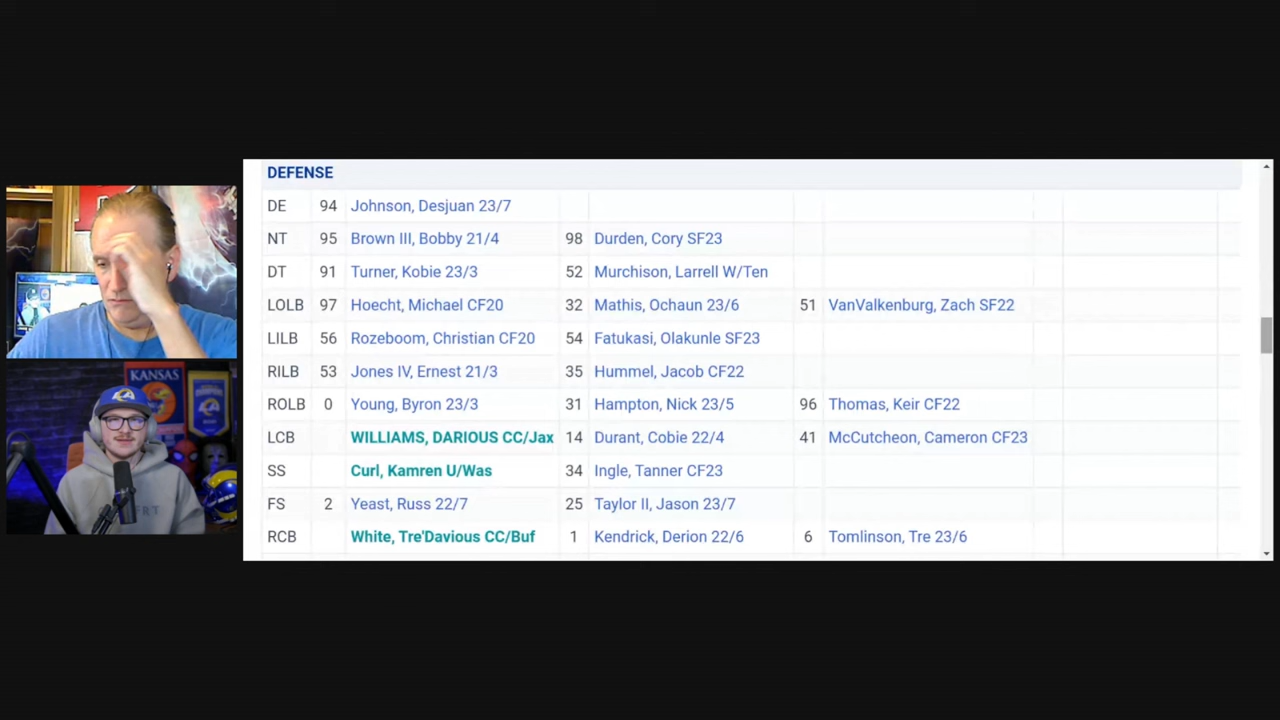 DEFENSE
DE 94 Johnson, Desjuan 23/7
NT 95 Brown III, Bobby 21/4 98 Durden, Cory SF23
DT 91 Turner, Kobie 23/3 52 Murchison, Larrell W/Ten
LOLB 97 Hoecht, Michael CF20 32 Mathis, Ochaun 23/6 51 VanValkenburg, Zach SF22
LILB 56 Rozeboom, Christian CF20 54 Fatukasi, Olakunle SF23
RILB 53 Jones IV, Ernest 21/3 35 Hummel, Jacob CF22
ROLB 0 Young, Byron 23/3 31 Hampton, Nick 23/5 96 Thomas, Keir CF22
LCB WILLIAMS, DARIOUS CC/Jax 14 Durant, Cobie 22/4 41 McCutcheon, Cameron CF23
SS Curl, Kamren U/Was 34 Ingle, Tanner CF23
FS 2 Yeast, Russ 22/7 25 Taylor II, Jason 23/7
RCB White, Tre'Davious CC/Buf 1 Kendrick, Derion 22/6 6 Tomlinson, Tre 23/6
KANSAS